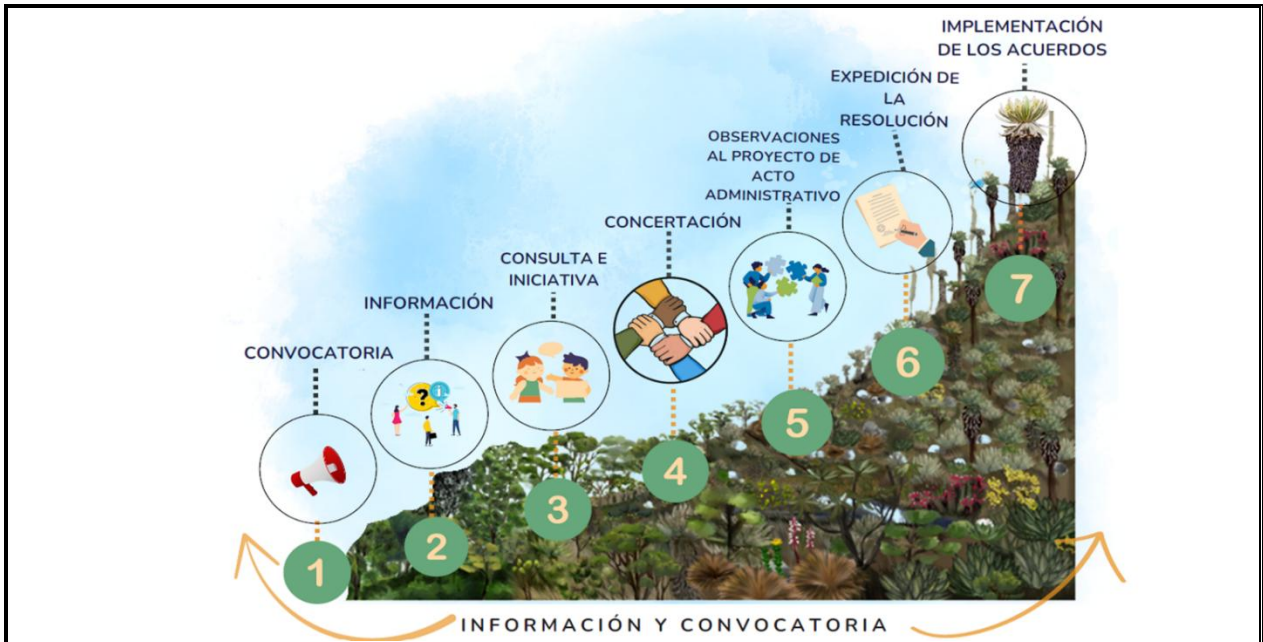 CONVOCATORIA
1
INFORMACIÓN
2
CONSULTA E
INICIATIVA
3
CONCERTACIÓN
4
OBSERVACIONES
AL PROYECTO DE
ACTO
ADMINISTRATIVO
5
EXPEDICIÓN DE
LA
RESOLUCIÓN
6
IMPLEMENTACIÓN
DE LOS ACUERDOS
7
INFORMACIÓN Y CONVOCATORIA